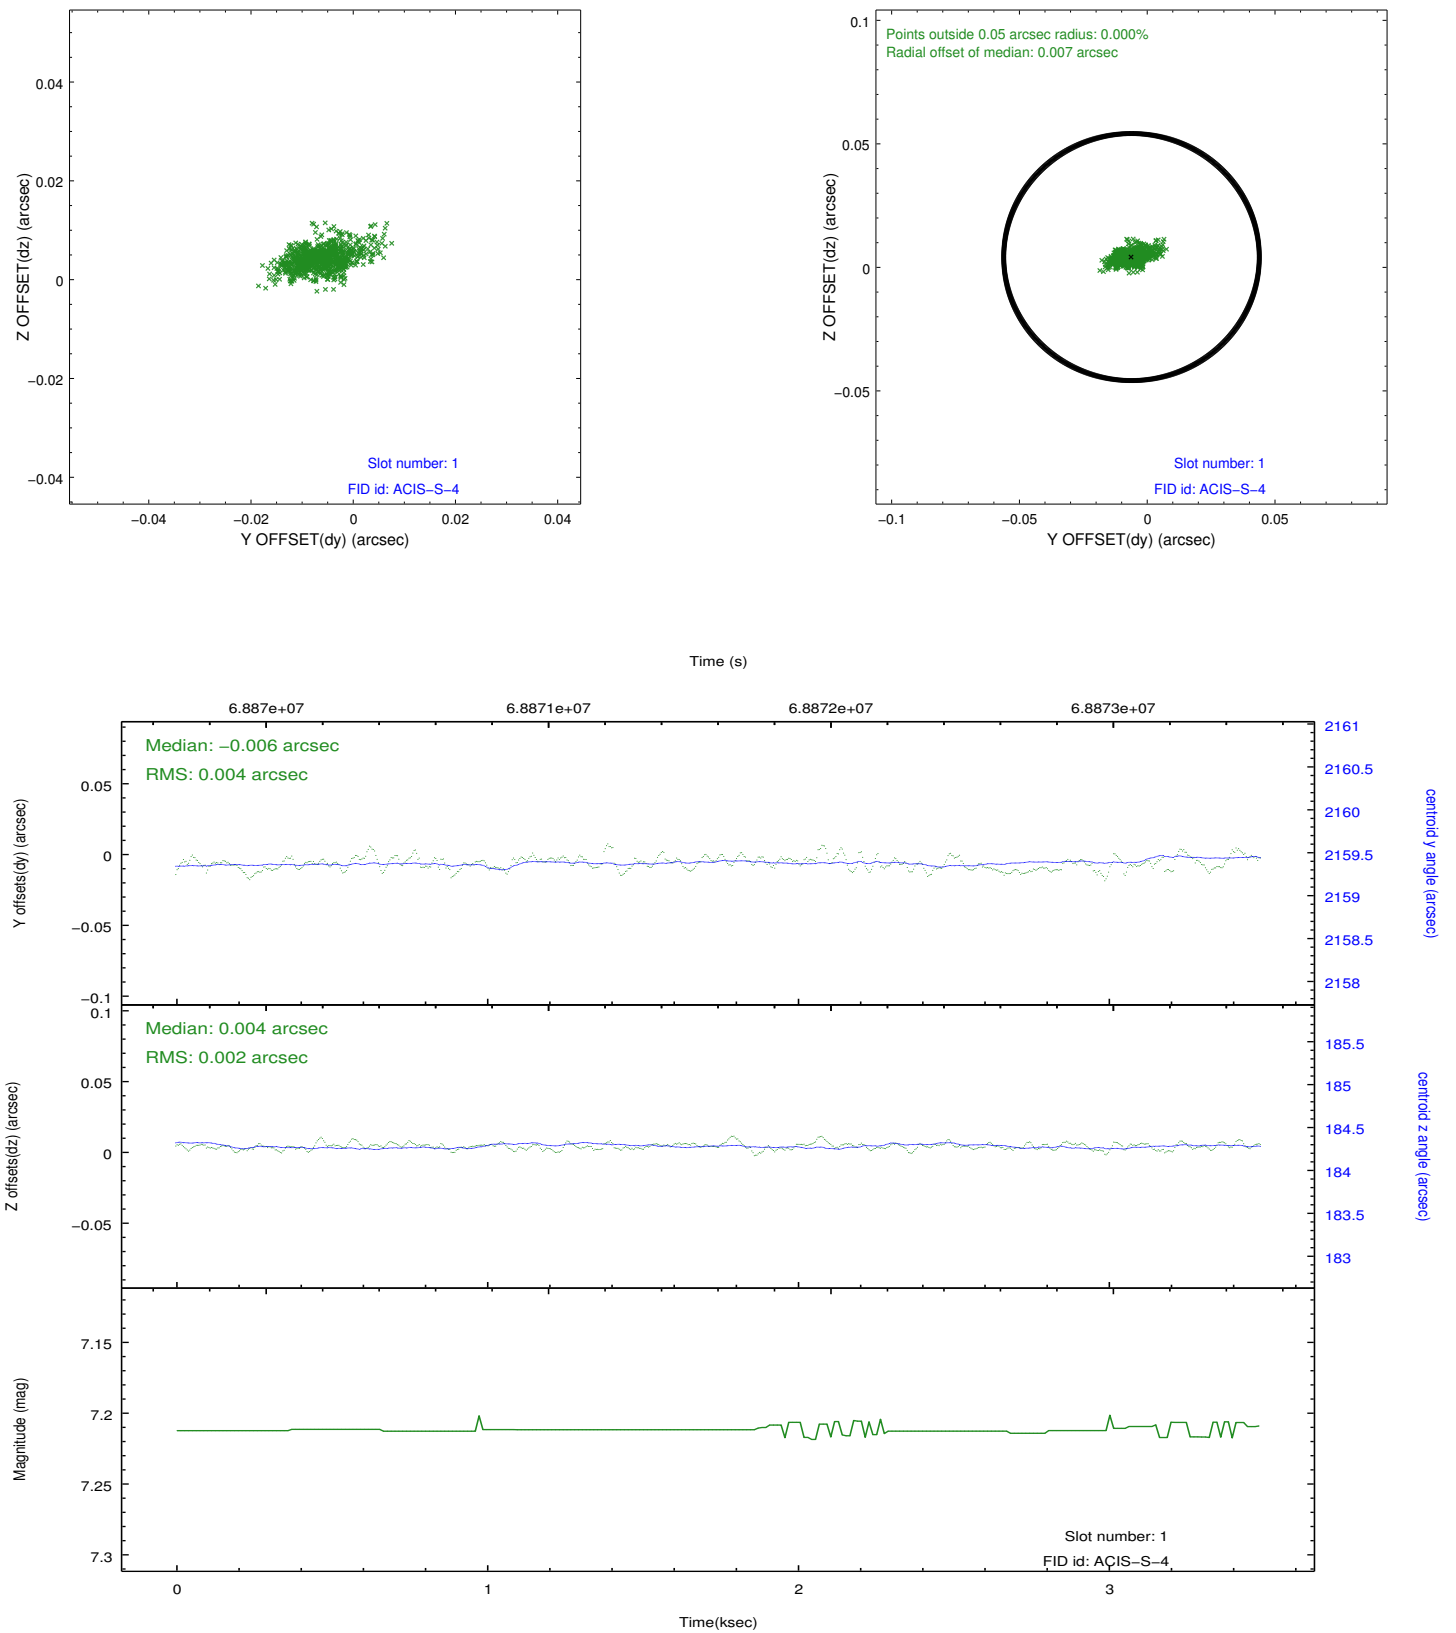 0.04
0.02
0
−0.02
−0.04
Z OFFSET(dz) (arcsec)
Slot number: 1
FID id: ACIS−S−4
−0.04
−0.02
0
0.02
0.04
Y OFFSET(dy) (arcsec)
0.1
0.05
0
−0.05
Z OFFSET(dz) (arcsec)
Points outside 0.05 arcsec radius: 0.000%
Radial offset of median: 0.007 arcsec
Slot number: 1
FID id: ACIS−S−4
−0.1
−0.05
0
0.05
Y OFFSET(dy) (arcsec)
Time (s)
6.887e+07
6.8871e+07
6.8872e+07
6.8873e+07
Median: −0.006 arcsec
RMS: 0.004 arcsec
0.05
0
−0.05
−0.1
Y offsets(dy) (arcsec)
2161
2160.5
2160
2159.5
2159
2158.5
2158
centroid y angle (arcsec)
Median: 0.004 arcsec
RMS: 0.002 arcsec
0.1
0.05
0
−0.05
Z offsets(dz) (arcsec)
185.5
185
184.5
184
183.5
183
centroid z angle (arcsec)
7.15
7.2
7.25
7.3
Magnitude (mag)
Slot number: 1
FID id: ACIS−S−4
0
1
2
3
Time(ksec)